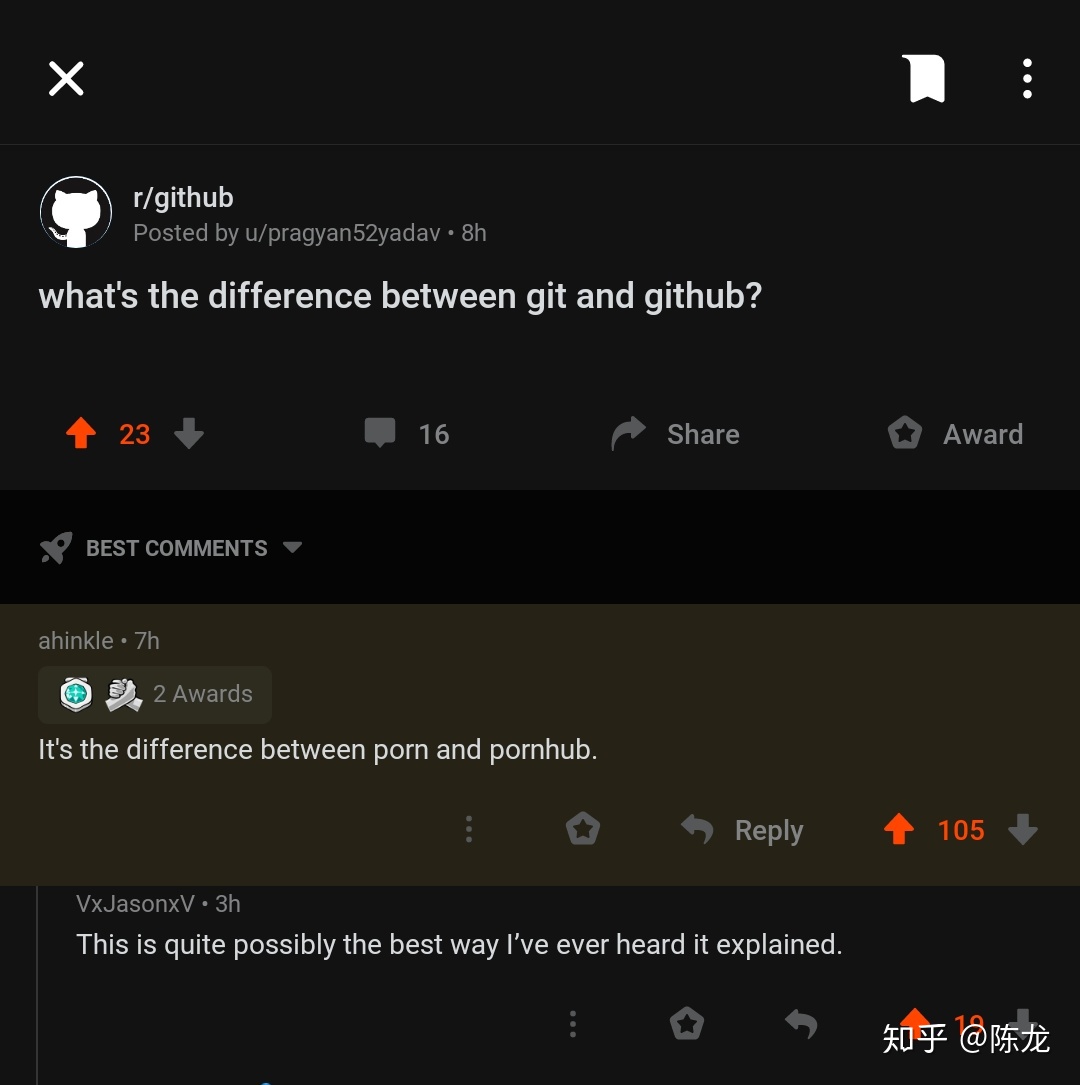 r/github
Posted by u/pragyan52yadav • 8h
what's the difference between git and github?
23
16
Share
Award
BEST COMMENTS
ahinkle • 7h
2 Awards
It's the difference between porn and pornhub.
Reply
105
VxJasonxV • 3h
This is quite possibly the best way I’ve ever heard it explained.
知乎 @陈龙